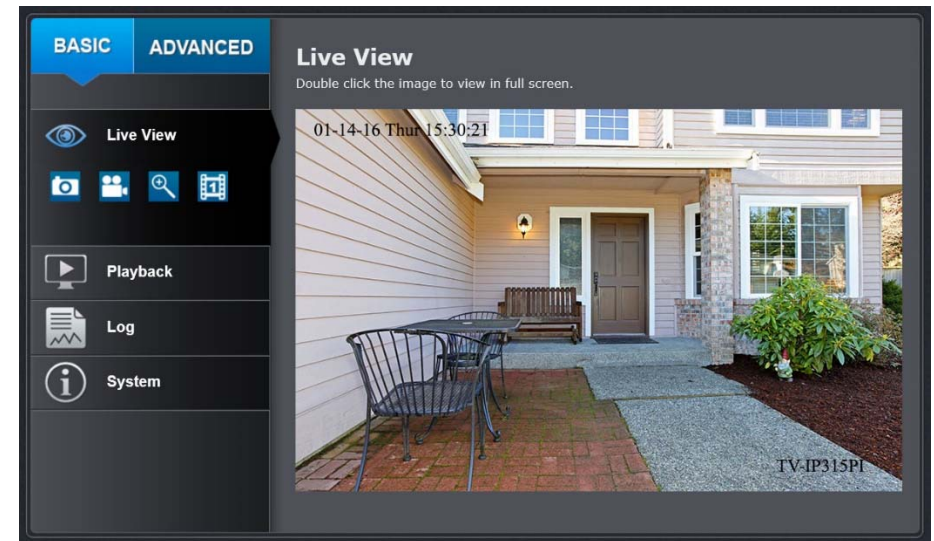 BASIC ADVANCED
Live View
Double click the image to view in full screen.
Live View
1
Playback
Log
i System
01-14-16 Thur 15:30:21
TV-IP315PI